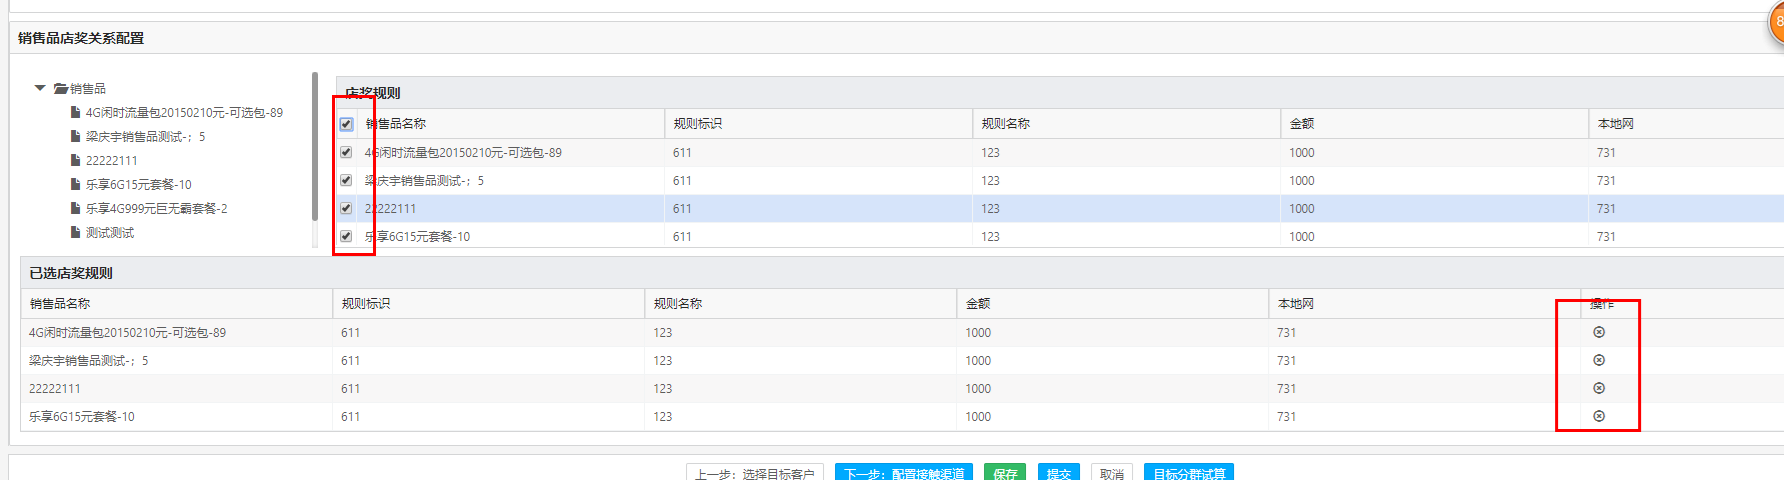 8
销售品店奖关系配置
销售品
4G闲时流量包20150210元-可选包-89
梁庆宇销售品测试-；5
22222111
乐享6G15元套餐-10
乐享4G999元巨无霸套餐-2
测试测试
店奖规则
销售品名称 规则标识 规则名称 金额 本地网
4G闲时流量包20150210元-可选包-89 611 123 1000 731
梁庆宇销售品测试-；5 611 123 1000 731
22222111 611 123 1000 731
乐享6G15元套餐-10 611 123 1000 731
已选店奖规则
销售品名称 规则标识 规则名称 金额 本地网 操作
4G闲时流量包20150210元-可选包-89 611 123 1000 731
梁庆宇销售品测试-；5 611 123 1000 731
22222111 611 123 1000 731
乐享6G15元套餐-10 611 123 1000 731
上一步：选择目标客户 下一步：配置接触渠道 保存 提交 取消 目标分群试算